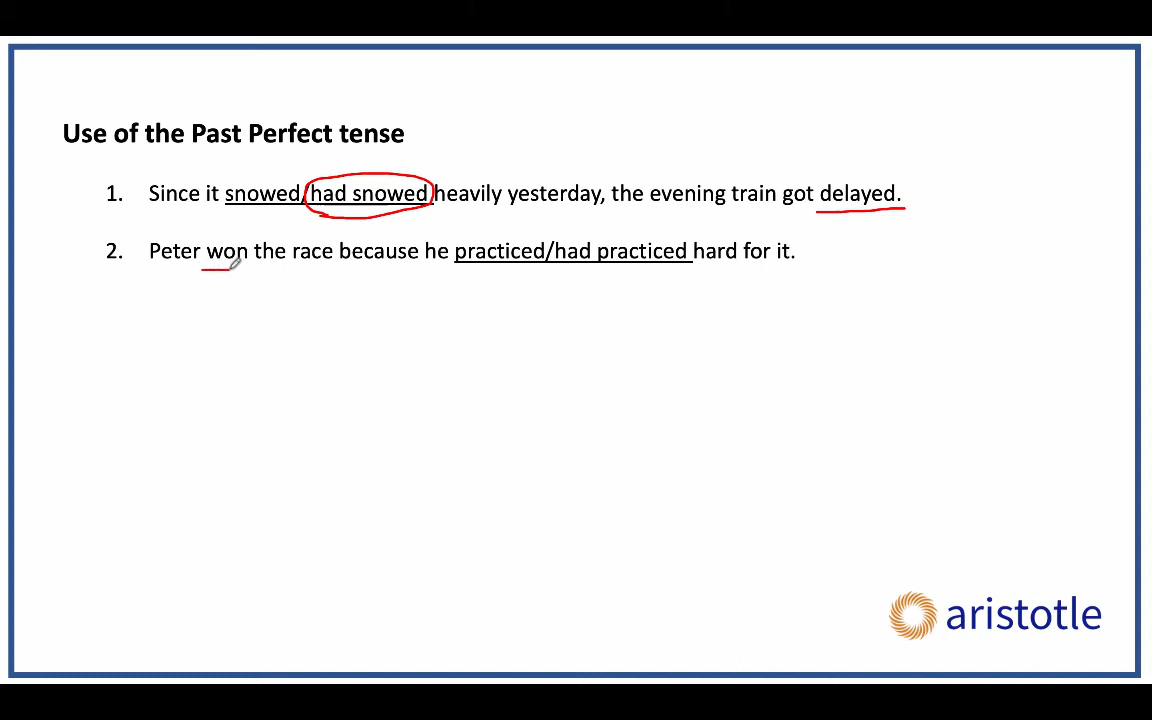 Use of the Past Perfect tense
1. Since it snowed/had snowed heavily yesterday, the evening train got delayed.
2. Peter won the race because he practiced/had practiced hard for it.
aristotle